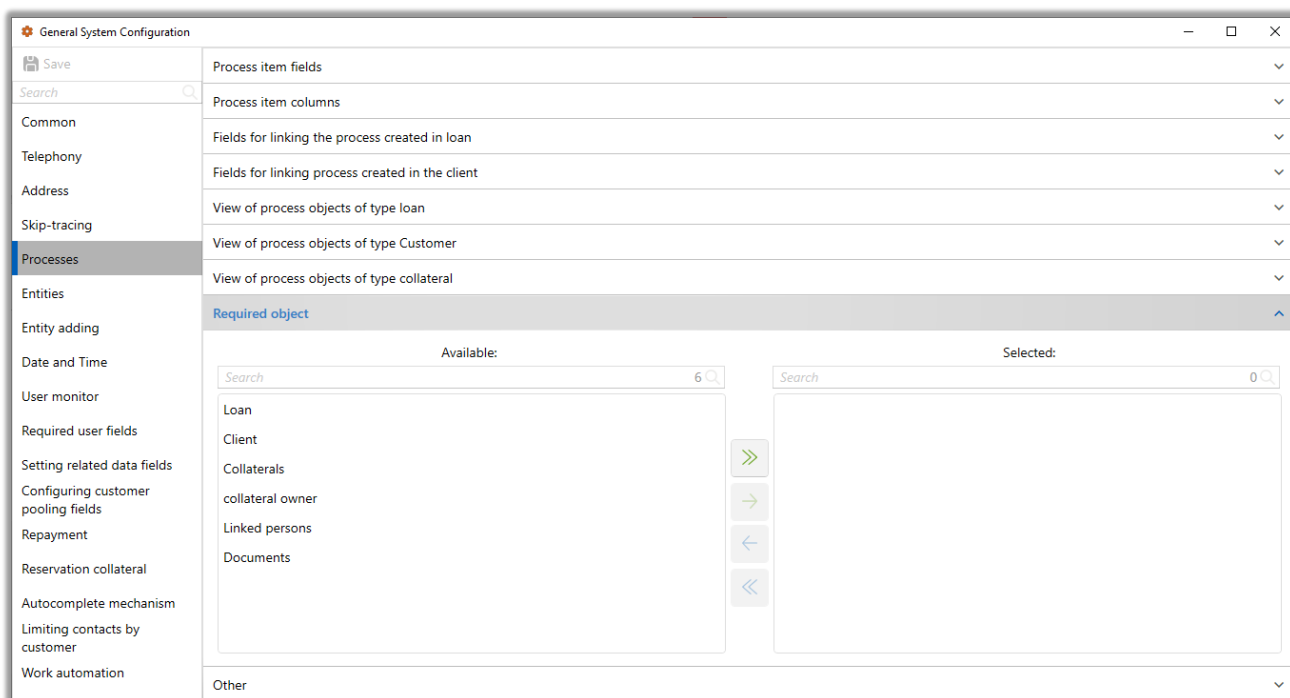 General System Configuration
Save
Search
Common
Telephony
Address
Skip-tracing
Processes
Entities
Entity adding
Date and Time
User monitor
Required user fields
Setting related data fields
Configuring customer
pooling fields
Repayment
Reservation collateral
Autocomplete mechanism
Limiting contacts by
customer
Work automation
Process item fields
Process item columns
Fields for linking the process created in loan
Fields for linking process created in the client
View of process objects of type loan
View of process objects of type Customer
View of process objects of type collateral
Required object
Available:
Search 6
Loan
Client
Collaterals
collateral owner
Linked persons
Documents
Selected:
Search 0
Other